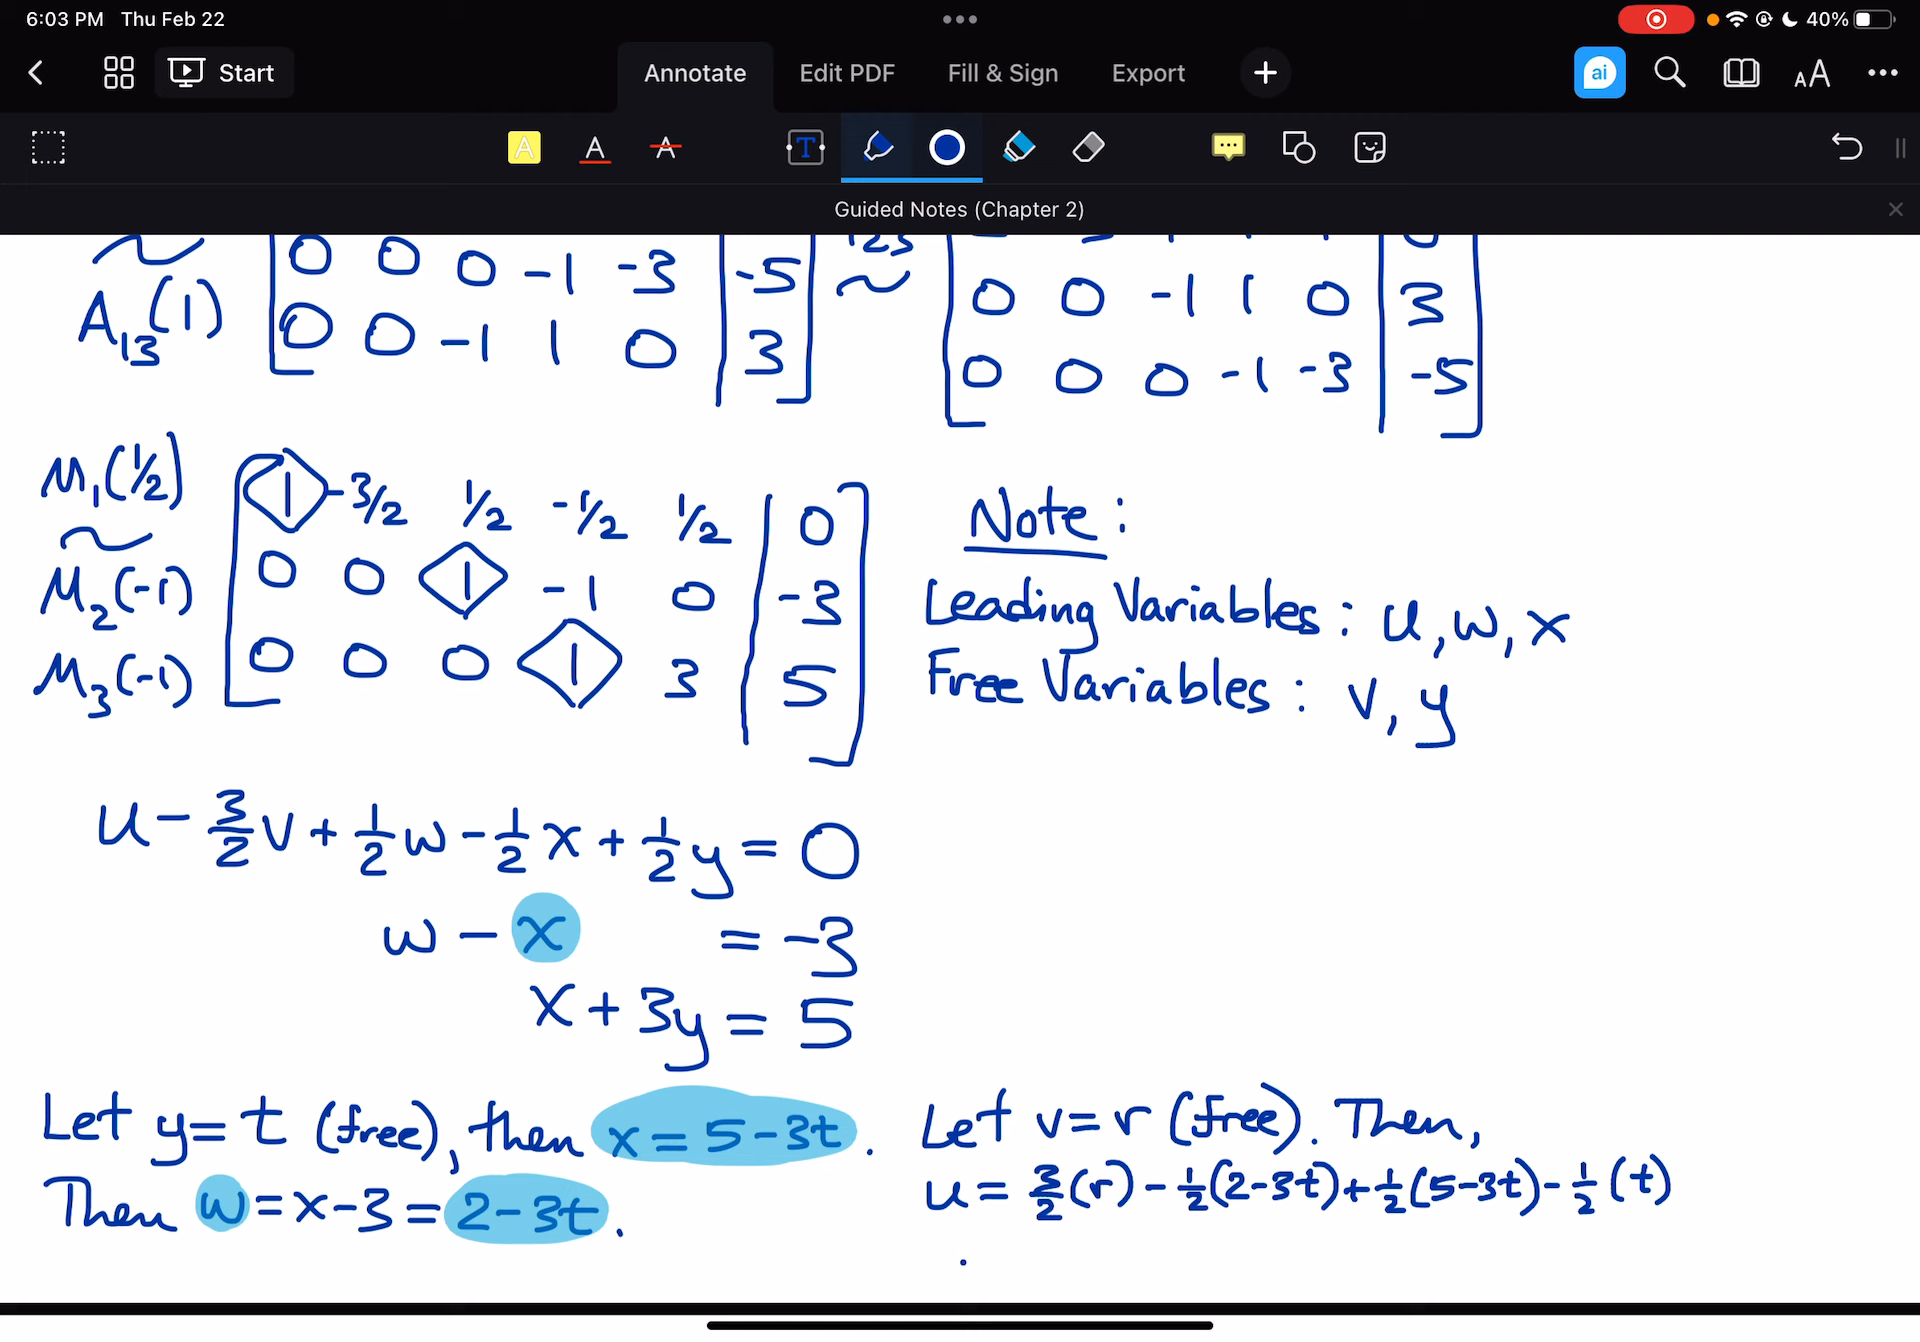 6:03 PM Thu Feb 22
40%
Start
Annotate
Edit PDF
Fill & Sign
Export
ai
AA
A A A T
Guided Notes (Chapter 2)
~ 0 0 0 -1 -3 | -5
A₁₃(1) 0 0 -1 1 0 | 3
~ 0 0 -1 1 0 | 3
0 0 0 -1 -3 | -5
M₁(1/2) 1 -3/2 1/2 -1/2 1/2 | 0
~
M₂(-1) 0 0 1 -1 0 | -3
M₃(-1) 0 0 0 1 3 | 5
Note:
Leading Variables: u, w, x
Free Variables: v, y
u - 3/2 v + 1/2 w - 1/2 x + 1/2 y = 0
w - x = -3
x + 3y = 5
Let y = t (free), then x = 5-3t.
Then w = x-3 = 2-3t.
Let v = r (free). Then,
u = 3/2(r) - 1/2(2-3t) + 1/2(5-3t) - 1/2(t)